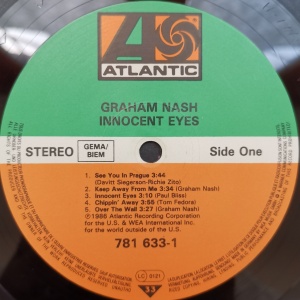 ATLANTIC
GRAHAM NASH
INNOCENT EYES
STEREO
GEMA/
BIEM
Side One
1. See You In Prague 3:44
(Davitt Siegerson-Richie Zito)
2. Keep Away From Me 3:34 (Graham Nash)
3. Innocent Eyes 3:10 (Paul Bliss)
4. Chippin' Away 3:55 (Tom Fedora)
5. Over The Wall 3:27 (Graham Nash)
℗1986 Atlantic Recording Corporation for
the U.S. & WEA International Inc. for
the world outside of the U.S.
781 633-1
LC 0121